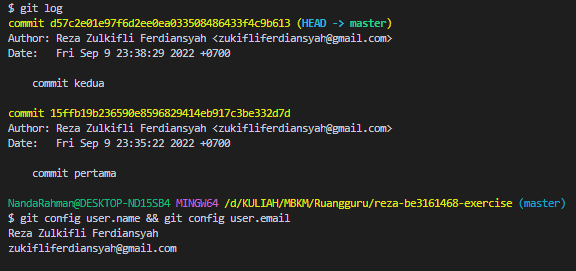 $ git log
commit d57c2e01e97f6d2ee0ea033508486433f4c9b613 (HEAD -> master)
Author: Reza Zulkifli Ferdiansyah <zukifliferdiansyah@gmail.com>
Date:   Fri Sep 9 23:38:29 2022 +0700
    commit kedua
commit 15ffb19b236590e8596829414eb917c3be332d7d
Author: Reza Zulkifli Ferdiansyah <zukifliferdiansyah@gmail.com>
Date:   Fri Sep 9 23:35:22 2022 +0700
    commit pertama
NandaRahman@DESKTOP-ND15SB4 MINGW64 /d/KULIAH/MBKM/Ruangguru/reza-be3161468-exercise (master)
$ git config user.name && git config user.email
Reza Zulkifli Ferdiansyah
zukifliferdiansyah@gmail.com